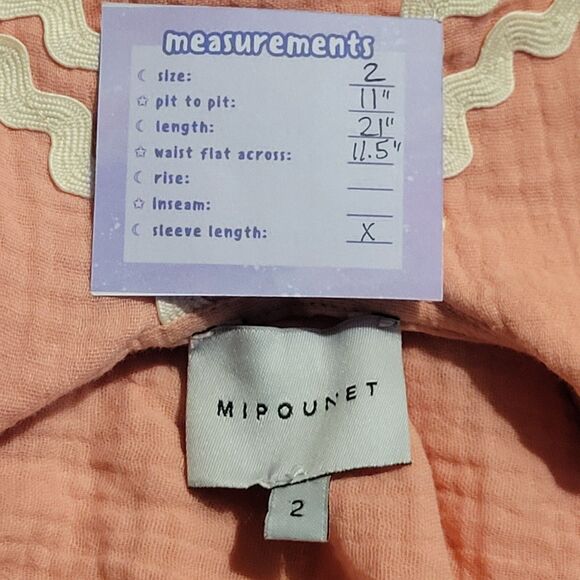 measurements
size: 2
pit to pit: 11"
length: 21"
waist flat across: 11.5"
rise:
Inseam:
sleeve length: X
MIPOUNET
2